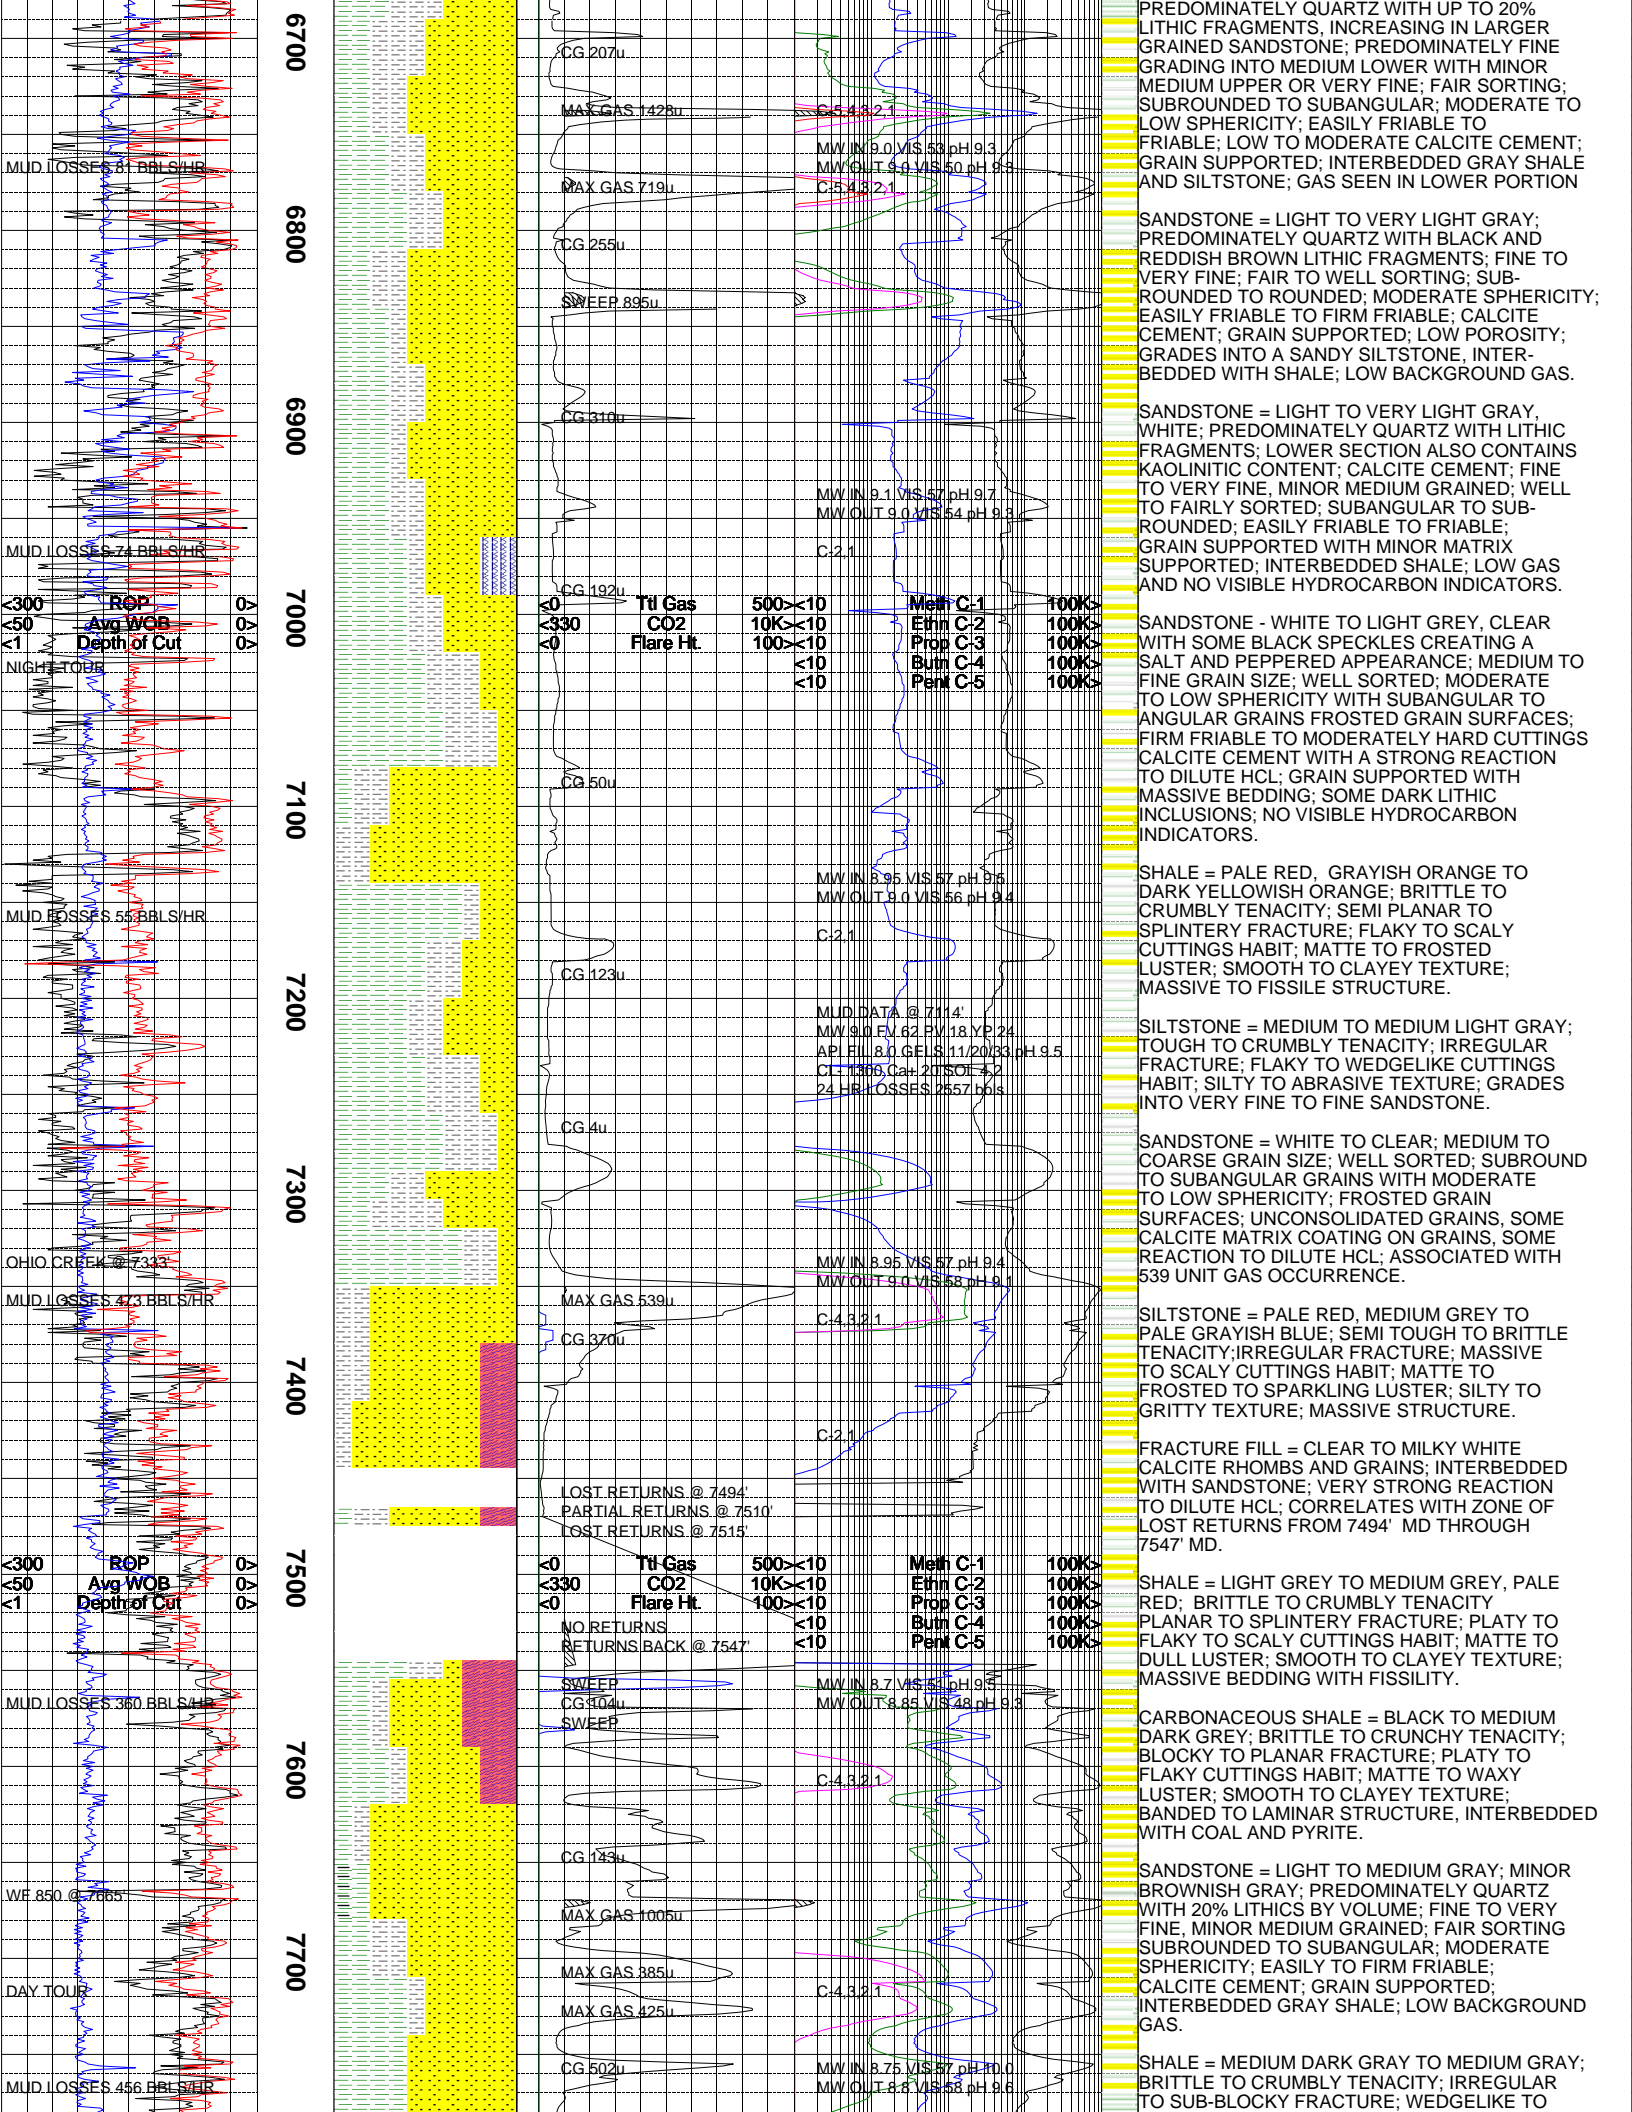 6700
6800
6900
7000
7100
7200
7300
7400
7500
7600
7700
MUD LOSSES 81 BBLS/HR
MUD LOSSES 74 BBLS/HR
<300 ROP 0>
<50 Avg WOB 0>
<1 Depth of Cut 0>
NIGHT TOUR
MUD LOSSES 55 BBLS/HR
OHIO CREEK @ 7333'
MUD LOSSES 473 BBLS/HR
<300 ROP 0>
<50 Avg WOB 0>
<1 Depth of Cut 0>
MUD LOSSES 360 BBLS/HR
WF 850 @ 7665'
DAY TOUR
MUD LOSSES 456 BBLS/HR
CG 207u
MAX GAS 1428u
MAX GAS 719u
CG 255u
SWEEP 895u
CG 310u
CG 192u
<0 Ttl Gas 500>
<330 CO2 10K>
<0 Flare Ht. 100>
CG 50u
CG 123u
CG 4u
MAX GAS 539u
CG 370u
LOST RETURNS @ 7494'
PARTIAL RETURNS @ 7510'
LOST RETURNS @ 7515'
<0 Ttl Gas 500>
<330 CO2 10K>
<0 Flare Ht. 100>
NO RETURNS
RETURNS BACK @ 7547'
SWEEP
CG 104u
SWEEP
CG 143u
MAX GAS 1005u
MAX GAS 385u
MAX GAS 425u
CG 502u
C-5,4,3,2,1
MW IN 9.0 VIS 53 pH 9.3
MW OUT 9.0 VIS 50 pH 9.3
C-5,4,3,2,1
MW IN 9.1 VIS 57 pH 9.7
MW OUT 9.0 VIS 54 pH 9.3
C-2,1
<10 Meth C-1 100K>
<10 Ethn C-2 100K>
<10 Prop C-3 100K>
<10 Butn C-4 100K>
<10 Pent C-5 100K>
MW IN 8.95 VIS 57 pH 9.5
MW OUT 9.0 VIS 56 pH 9.4
C-2,1
MUD DATA @ 7114'
MW 9.0 FV 62 PV 18 YP 24
API FIL 8.0 GELS 11/20/33 pH 9.5
CL- 1300 Ca+ 20 SOL 4.2
24 HR LOSSES 2557 bbls
MW IN 8.95 VIS 57 pH 9.4
MW OUT 9.0 VIS 58 pH 9.1
C-4,3,2,1
C-2,1
<10 Meth C-1 100K>
<10 Ethn C-2 100K>
<10 Prop C-3 100K>
<10 Butn C-4 100K>
<10 Pent C-5 100K>
MW IN 8.7 VIS 51 pH 9.5
MW OUT 8.85 VIS 48 pH 9.3
C-4,3,2,1
C-4,3,2,1
MW IN 8.75 VIS 57 pH 10.0
MW OUT 8.8 VIS 58 pH 9.6
PREDOMINATELY QUARTZ WITH UP TO 20%
LITHIC FRAGMENTS, INCREASING IN LARGER
GRAINED SANDSTONE; PREDOMINATELY FINE
GRADING INTO MEDIUM LOWER WITH MINOR
MEDIUM UPPER OR VERY FINE; FAIR SORTING;
SUBROUNDED TO SUBANGULAR; MODERATE TO
LOW SPHERICITY; EASILY FRIABLE TO
FRIABLE; LOW TO MODERATE CALCITE CEMENT;
GRAIN SUPPORTED; INTERBEDDED GRAY SHALE
AND SILTSTONE; GAS SEEN IN LOWER PORTION
SANDSTONE = LIGHT TO VERY LIGHT GRAY;
PREDOMINATELY QUARTZ WITH BLACK AND
REDDISH BROWN LITHIC FRAGMENTS; FINE TO
VERY FINE; FAIR TO WELL SORTING; SUB-
ROUNDED TO ROUNDED; MODERATE SPHERICITY;
EASILY FRIABLE TO FIRM FRIABLE; CALCITE
CEMENT; GRAIN SUPPORTED; LOW POROSITY;
GRADES INTO A SANDY SILTSTONE, INTER-
BEDDED WITH SHALE; LOW BACKGROUND GAS.
SANDSTONE = LIGHT TO VERY LIGHT GRAY,
WHITE; PREDOMINATELY QUARTZ WITH LITHIC
FRAGMENTS; LOWER SECTION ALSO CONTAINS
KAOLINITIC CONTENT; CALCITE CEMENT; FINE
TO VERY FINE, MINOR MEDIUM GRAINED; WELL
TO FAIRLY SORTED; SUBANGULAR TO SUB-
ROUNDED; EASILY FRIABLE TO FRIABLE;
GRAIN SUPPORTED WITH MINOR MATRIX
SUPPORTED; INTERBEDDED SHALE; LOW GAS
AND NO VISIBLE HYDROCARBON INDICATORS.
SANDSTONE - WHITE TO LIGHT GREY, CLEAR
WITH SOME BLACK SPECKLES CREATING A
SALT AND PEPPERED APPEARANCE; MEDIUM TO
FINE GRAIN SIZE; WELL SORTED; MODERATE
TO LOW SPHERICITY WITH SUBANGULAR TO
ANGULAR GRAINS FROSTED GRAIN SURFACES;
FIRM FRIABLE TO MODERATELY HARD CUTTINGS
CALCITE CEMENT WITH A STRONG REACTION
TO DILUTE HCL; GRAIN SUPPORTED WITH
MASSIVE BEDDING; SOME DARK LITHIC
INCLUSIONS; NO VISIBLE HYDROCARBON
INDICATORS.
SHALE = PALE RED, GRAYISH ORANGE TO
DARK YELLOWISH ORANGE; BRITTLE TO
CRUMBLY TENACITY; SEMI PLANAR TO
SPLINTERY FRACTURE; FLAKY TO SCALY
CUTTINGS HABIT; MATTE TO FROSTED
LUSTER; SMOOTH TO CLAYEY TEXTURE;
MASSIVE TO FISSILE STRUCTURE.
SILTSTONE = MEDIUM TO MEDIUM LIGHT GRAY;
TOUGH TO CRUMBLY TENACITY; IRREGULAR
FRACTURE; FLAKY TO WEDGELIKE CUTTINGS
HABIT; SILTY TO ABRASIVE TEXTURE; GRADES
INTO VERY FINE TO FINE SANDSTONE.
SANDSTONE = WHITE TO CLEAR; MEDIUM TO
COARSE GRAIN SIZE; WELL SORTED; SUBROUND
TO SUBANGULAR GRAINS WITH MODERATE
TO LOW SPHERICITY; FROSTED GRAIN
SURFACES; UNCONSOLIDATED GRAINS, SOME
CALCITE MATRIX COATING ON GRAINS, SOME
REACTION TO DILUTE HCL; ASSOCIATED WITH
539 UNIT GAS OCCURRENCE.
SILTSTONE = PALE RED, MEDIUM GREY TO
PALE GRAYISH BLUE; SEMI TOUGH TO BRITTLE
TENACITY;IRREGULAR FRACTURE; MASSIVE
TO SCALY CUTTINGS HABIT; MATTE TO
FROSTED TO SPARKLING LUSTER; SILTY TO
GRITTY TEXTURE; MASSIVE STRUCTURE.
FRACTURE FILL = CLEAR TO MILKY WHITE
CALCITE RHOMBS AND GRAINS; INTERBEDDED
WITH SANDSTONE; VERY STRONG REACTION
TO DILUTE HCL; CORRELATES WITH ZONE OF
LOST RETURNS FROM 7494' MD THROUGH
7547' MD.
SHALE = LIGHT GREY TO MEDIUM GREY, PALE
RED; BRITTLE TO CRUMBLY TENACITY
PLANAR TO SPLINTERY FRACTURE; PLATY TO
FLAKY TO SCALY CUTTINGS HABIT; MATTE TO
DULL LUSTER; SMOOTH TO CLAYEY TEXTURE;
MASSIVE BEDDING WITH FISSILITY.
CARBONACEOUS SHALE = BLACK TO MEDIUM
DARK GREY; BRITTLE TO CRUNCHY TENACITY;
BLOCKY TO PLANAR FRACTURE; PLATY TO
FLAKY CUTTINGS HABIT; MATTE TO WAXY
LUSTER; SMOOTH TO CLAYEY TEXTURE;
BANDED TO LAMINAR STRUCTURE, INTERBEDDED
WITH COAL AND PYRITE.
SANDSTONE = LIGHT TO MEDIUM GRAY; MINOR
BROWNISH GRAY; PREDOMINATELY QUARTZ
WITH 20% LITHICS BY VOLUME; FINE TO VERY
FINE, MINOR MEDIUM GRAINED; FAIR SORTING
SUBROUNDED TO SUBANGULAR; MODERATE
SPHERICITY; EASILY TO FIRM FRIABLE;
CALCITE CEMENT; GRAIN SUPPORTED;
INTERBEDDED GRAY SHALE; LOW BACKGROUND
GAS.
SHALE = MEDIUM DARK GRAY TO MEDIUM GRAY;
BRITTLE TO CRUMBLY TENACITY; IRREGULAR
TO SUB-BLOCKY FRACTURE; WEDGELIKE TO